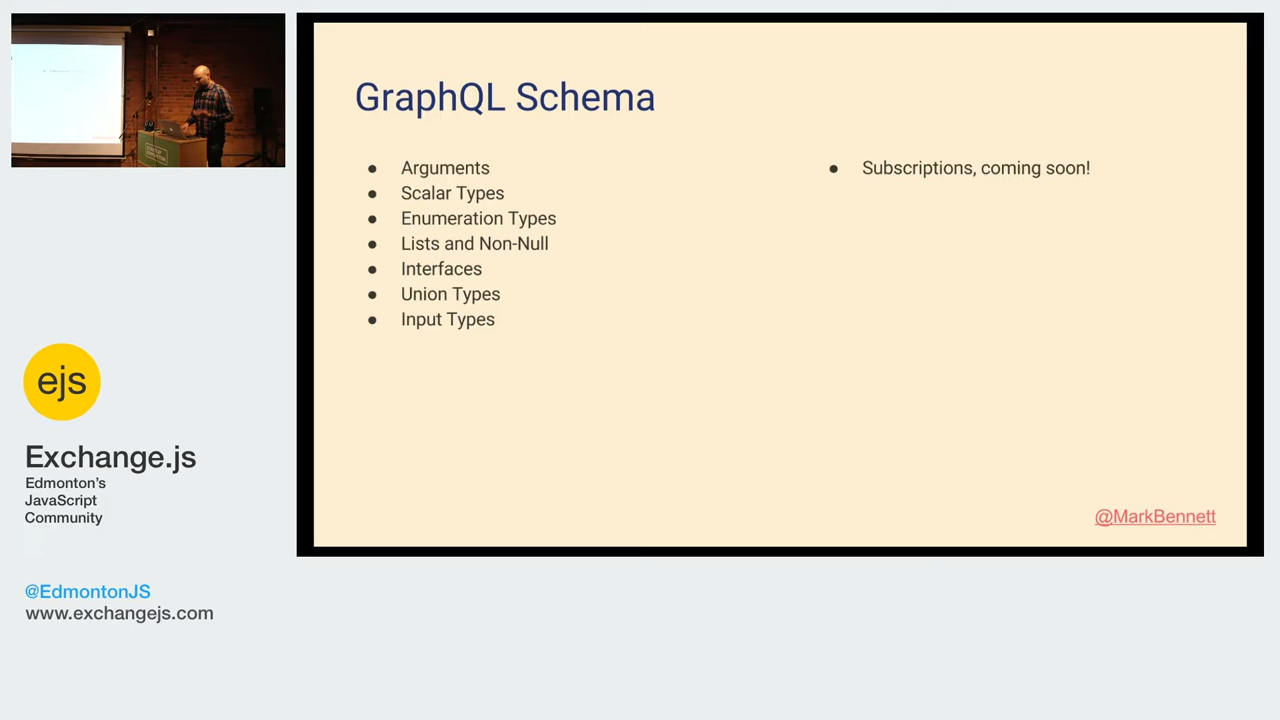 GraphQL Schema
● Arguments
● Scalar Types
● Enumeration Types
● Lists and Non-Null
● Interfaces
● Union Types
● Input Types
● Subscriptions, coming soon!
@MarkBennett
ejs
Exchange.js
Edmonton's
JavaScript
Community
@EdmontonJS
www.exchangejs.com